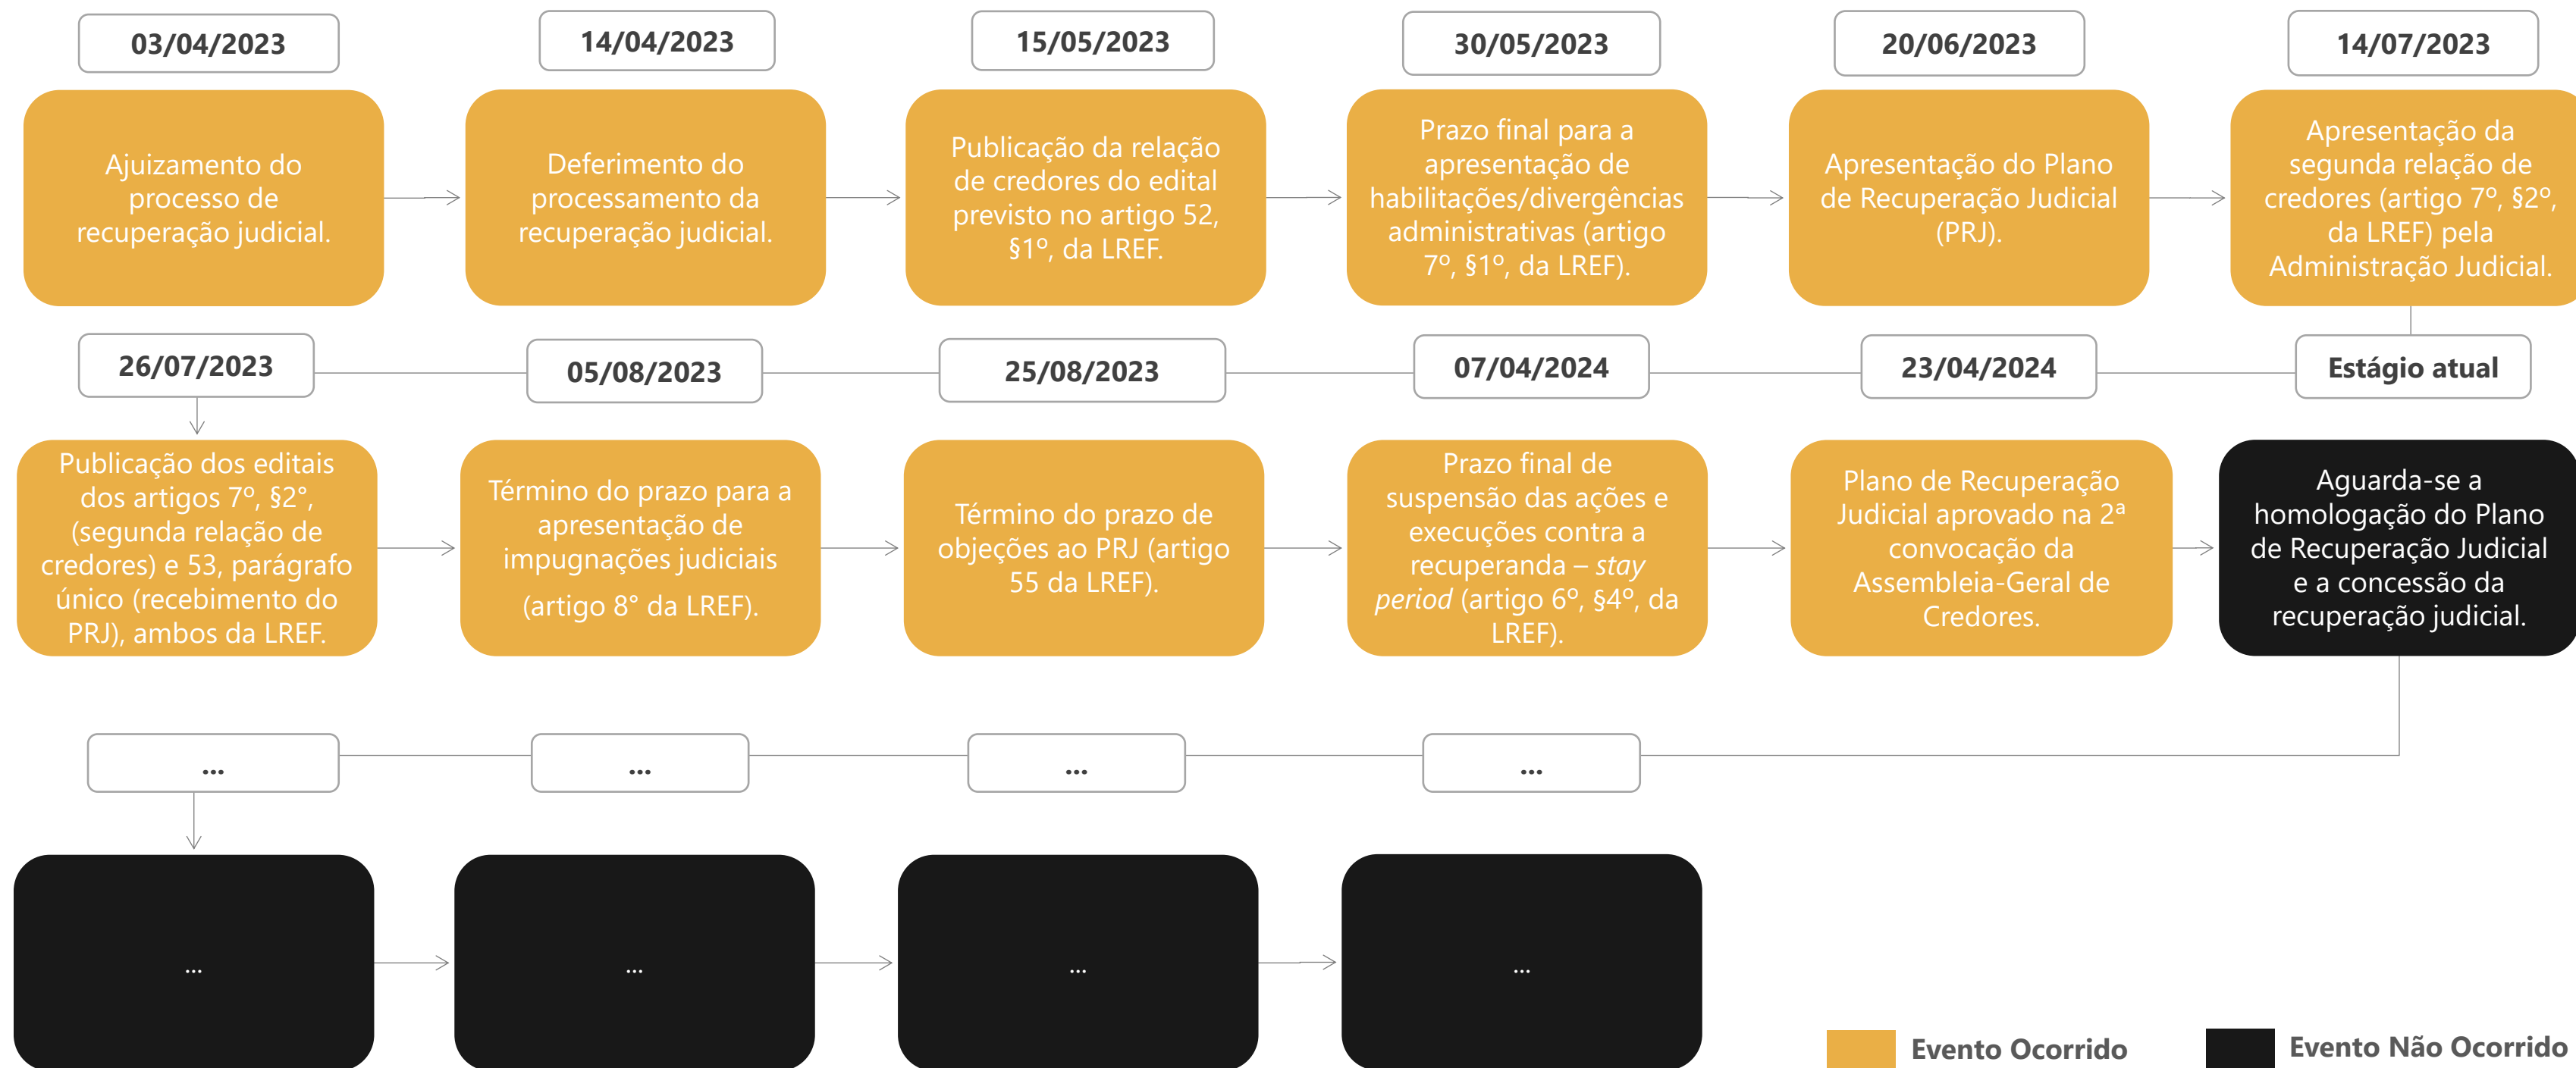 03/04/2023
14/04/2023
15/05/2023
30/05/2023
20/06/2023
14/07/2023
Ajuizamento do
processo de
recuperação judicial.
Deferimento do
processamento da
recuperação judicial.
Publicação da relação
de credores do edital
previsto no artigo 52,
§1º, da LREF.
Prazo final para a
apresentação de
habilitações/divergências
administrativas (artigo
7º, §1º, da LREF).
Apresentação do Plano
de Recuperação Judicial
(PRJ).
Apresentação da
segunda relação de
credores (artigo 7º, §2º,
da LREF) pela
Administração Judicial.
26/07/2023
05/08/2023
25/08/2023
07/04/2024
23/04/2024
Estágio atual
Publicação dos editais
dos artigos 7º, §2°,
(segunda relação de
credores) e 53, parágrafo
único (recebimento do
PRJ), ambos da LREF.
Término do prazo para a
apresentação de
impugnações judiciais
(artigo 8° da LREF).
Término do prazo de
objeções ao PRJ (artigo
55 da LREF).
Prazo final de
suspensão das ações e
execuções contra a
recuperanda – stay
period (artigo 6º, §4º, da
LREF).
Plano de Recuperação
Judicial aprovado na 2ª
convocação da
Assembleia-Geral de
Credores.
Aguarda-se a
homologação do Plano
de Recuperação Judicial
e a concessão da
recuperação judicial.
...
...
...
...
...
...
...
...
Evento Ocorrido
Evento Não Ocorrido